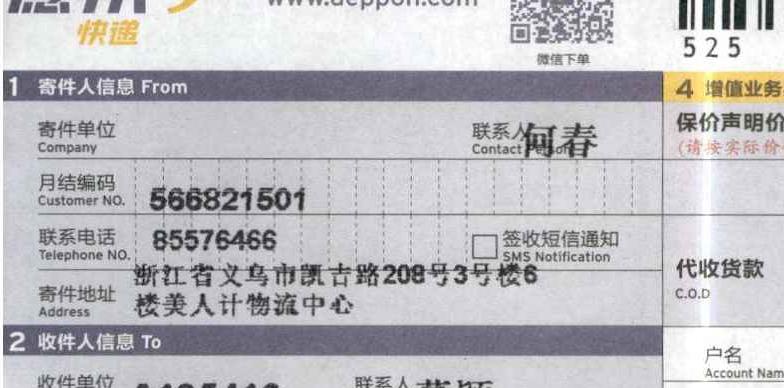 www.deppon.com
快递
微信下单
525
1 寄件人信息 From
4 增值业务
寄件单位
Company
联系人
Contact
何春
保价声明价
(请按实际价
月结编码
Customer NO.
566821501
联系电话
Telephone NO.
85576466
签收短信通知
SMS Notification
寄件地址
Address
浙江省义乌市凯吉路208号3号楼6
楼美人计物流中心
代收货款
C.O.D
2 收件人信息 To
户名
Account Nam
收件单位
联系人